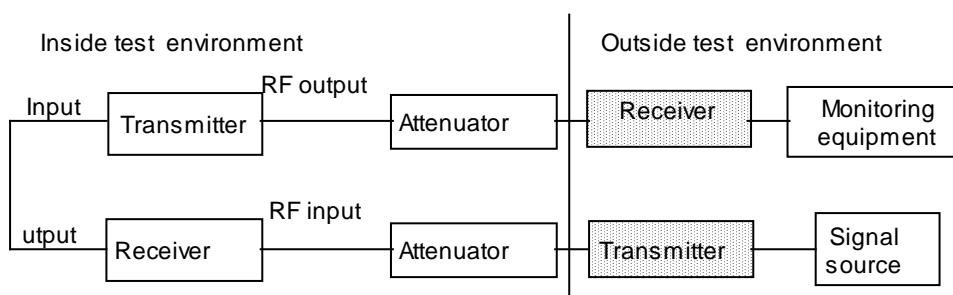 Inside test environment
Outside test environment
RF output
Input
Transmitter
Attenuator
Receiver
Monitoring
equipment
RF input
utput
Receiver
Attenuator
Transmitter
Signal
source